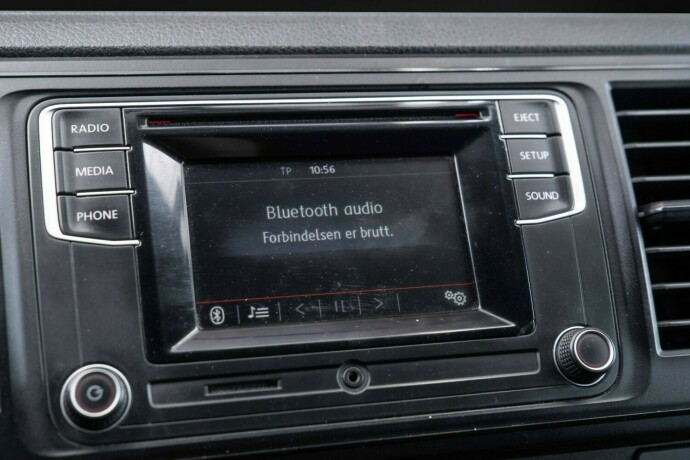 RADIO
MEDIA
PHONE
EJECT
SETUP
SOUND
TP 10:56
Bluetooth audio
Forbindelsen er brutt.